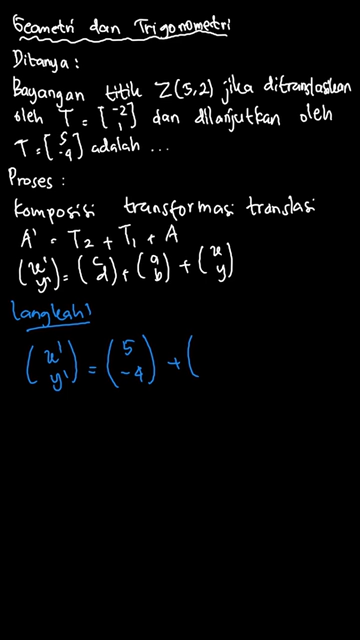 Geometri dan Trigonometri
Ditanya:
Bayangan titik Z(3,2) jika ditranslasikan
oleh T = [-2 1] dan dilanjutkan oleh
T = [5 -4] adalah ...
Proses:
Komposisi transformasi translasi
A' = T2 + T1 + A
(x' y') = (c d) + (a b) + (x y)
Langkah!
(x' y') = (5 -4) + (